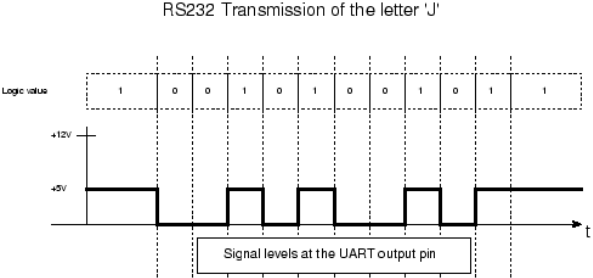 RS232 Transmission of the letter 'J'
Logic value 1 0 0 1 0 1 0 0 1 0 1 1
+12V
+5V
t
Signal levels at the UART output pin